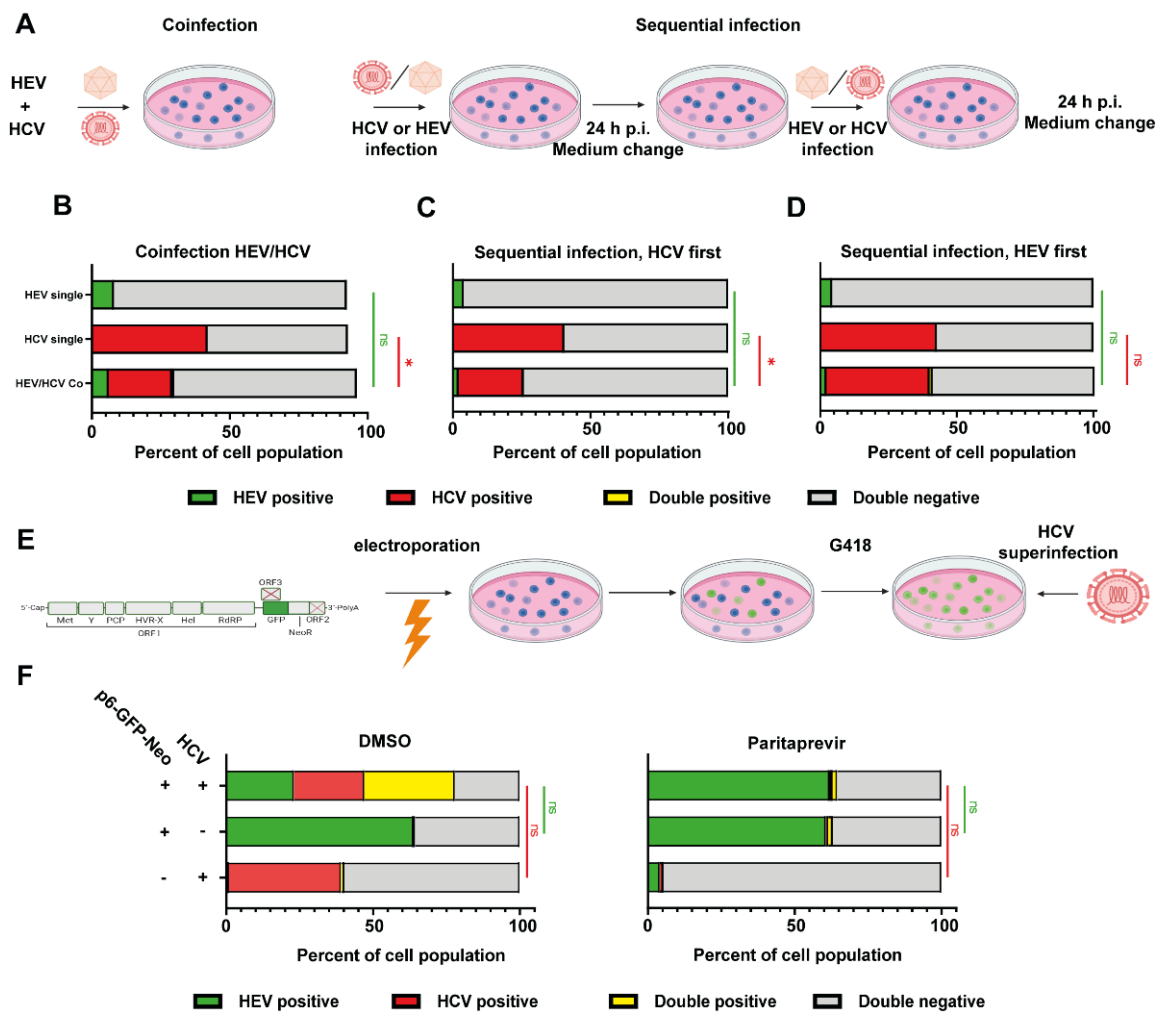 A
Coinfection
Sequential infection
HEV
+
HCV
HCV or HEV
infection
24 h p.i.
Medium change
HEV or HCV
infection
24 h p.i.
Medium change
B
C
D
Coinfection HEV/HCV
Sequential infection, HCV first
Sequential infection, HEV first
HEV single
HCV single
HEV/HCV Co
ns
*
ns
*
ns
ns
0 50 100
0 50 100
0 50 100
Percent of cell population
Percent of cell population
Percent of cell population
HEV positive
HCV positive
Double positive
Double negative
E
electroporation
G418
HCV
superinfection
ORF3
5'-Cap
3'-PolyA
Met Y PCP HVR-X Hel RdRP GFP ORF2
ORF1
NeoR
F
p6-GFP-Neo
HCV
DMSO
Paritaprevir
+ +
+ -
- +
ns
ns
ns
ns
0 50 100
0 50 100
Percent of cell population
Percent of cell population
HEV positive
HCV positive
Double positive
Double negative